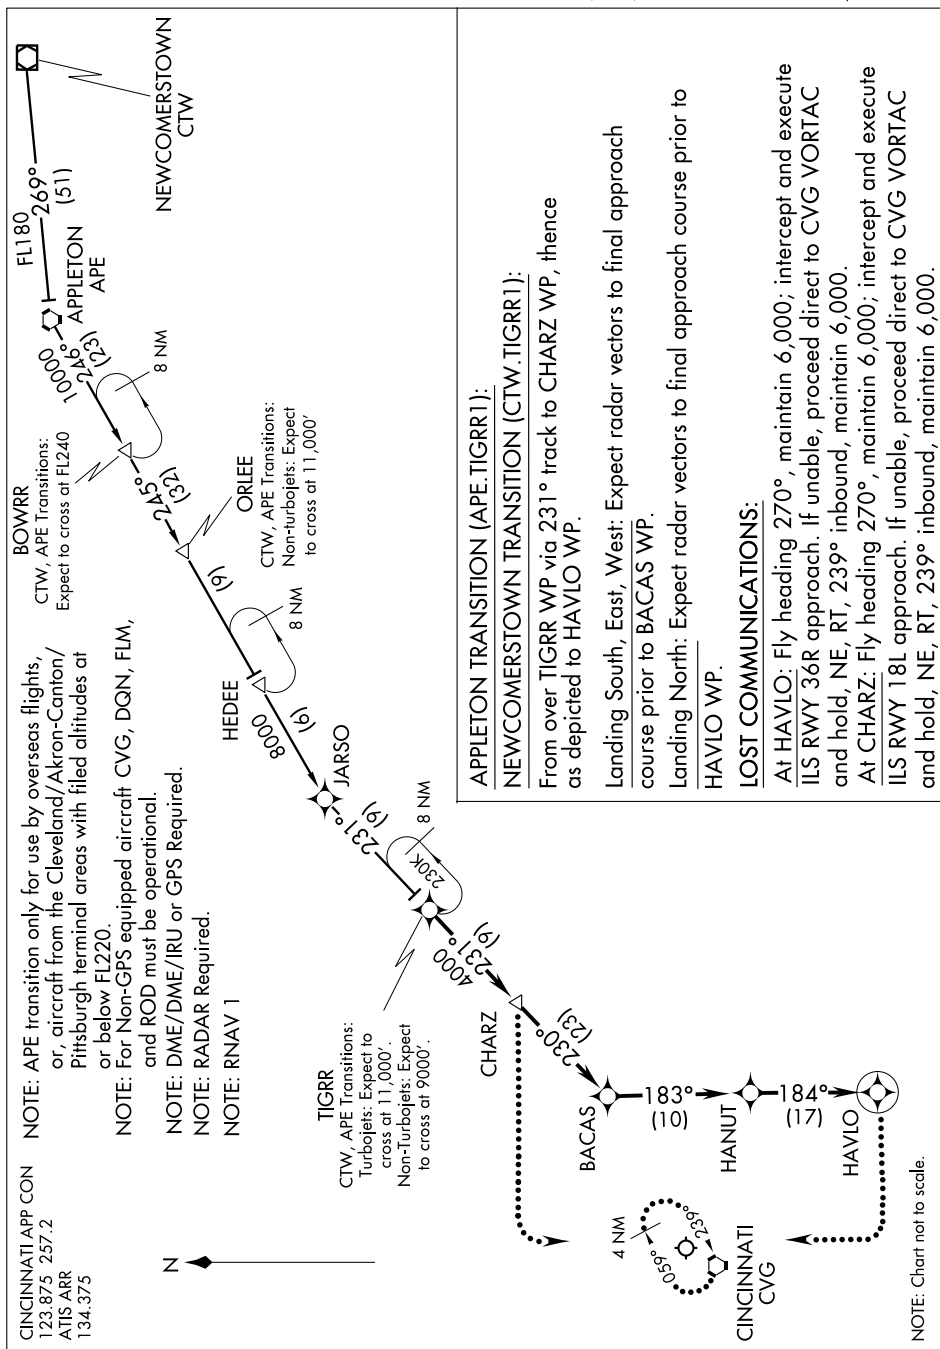 CINCINNATI APP CON
123.875 257.2
ATIS ARR
134.375
NOTE: APE transition only for use by overseas flights,
or, aircraft from the Cleveland/Akron-Canton/
Pittsburgh terminal areas with filed altitudes at
or below FL220.
NOTE: For Non-GPS equipped aircraft CVG, DQN, FLM,
and ROD must be operational.
NOTE: DME/DME/IRU or GPS Required.
NOTE: RADAR Required.
NOTE: RNAV 1
N
NEWCOMERSTOWN
CTW
FL180
269°
(51)
APPLETON
APE
10000
246°
(23)
8 NM
BOWRR
CTW, APE Transitions:
Expect to cross at FL240
245°
(32)
ORLEE
CTW, APE Transitions:
Non-turbojets: Expect
to cross at 11,000'
(9)
8 NM
HEDEE
8000
(6)
JARSO
231°
(9)
8 NM
230K
TIGRR
CTW, APE Transitions:
Turbojets: Expect to
cross at 11,000'.
Non-Turbojets: Expect
to cross at 9000'.
4000
231°
(9)
CHARZ
230°
(23)
BACAS
183°
(10)
HANUT
184°
(17)
HAVLO
4 NM
059°
239°
CINCINNATI
CVG
NOTE: Chart not to scale.
APPLETON TRANSITION (APE.TIGRR1):
NEWCOMERSTOWN TRANSITION (CTW.TIGRR1):
From over TIGRR WP via 231° track to CHARZ WP, thence
as depicted to HAVLO WP.
Landing South, East, West: Expect radar vectors to final approach
course prior to BACAS WP.
Landing North: Expect radar vectors to final approach course prior to
HAVLO WP.
LOST COMMUNICATIONS:
At HAVLO: Fly heading 270°, maintain 6,000; intercept and execute
ILS RWY 36R approach. If unable, proceed direct to CVG VORTAC
and hold, NE, RT, 239° inbound, maintain 6,000.
At CHARZ: Fly heading 270°, maintain 6,000; intercept and execute
ILS RWY 18L approach. If unable, proceed direct to CVG VORTAC
and hold, NE, RT, 239° inbound, maintain 6,000.